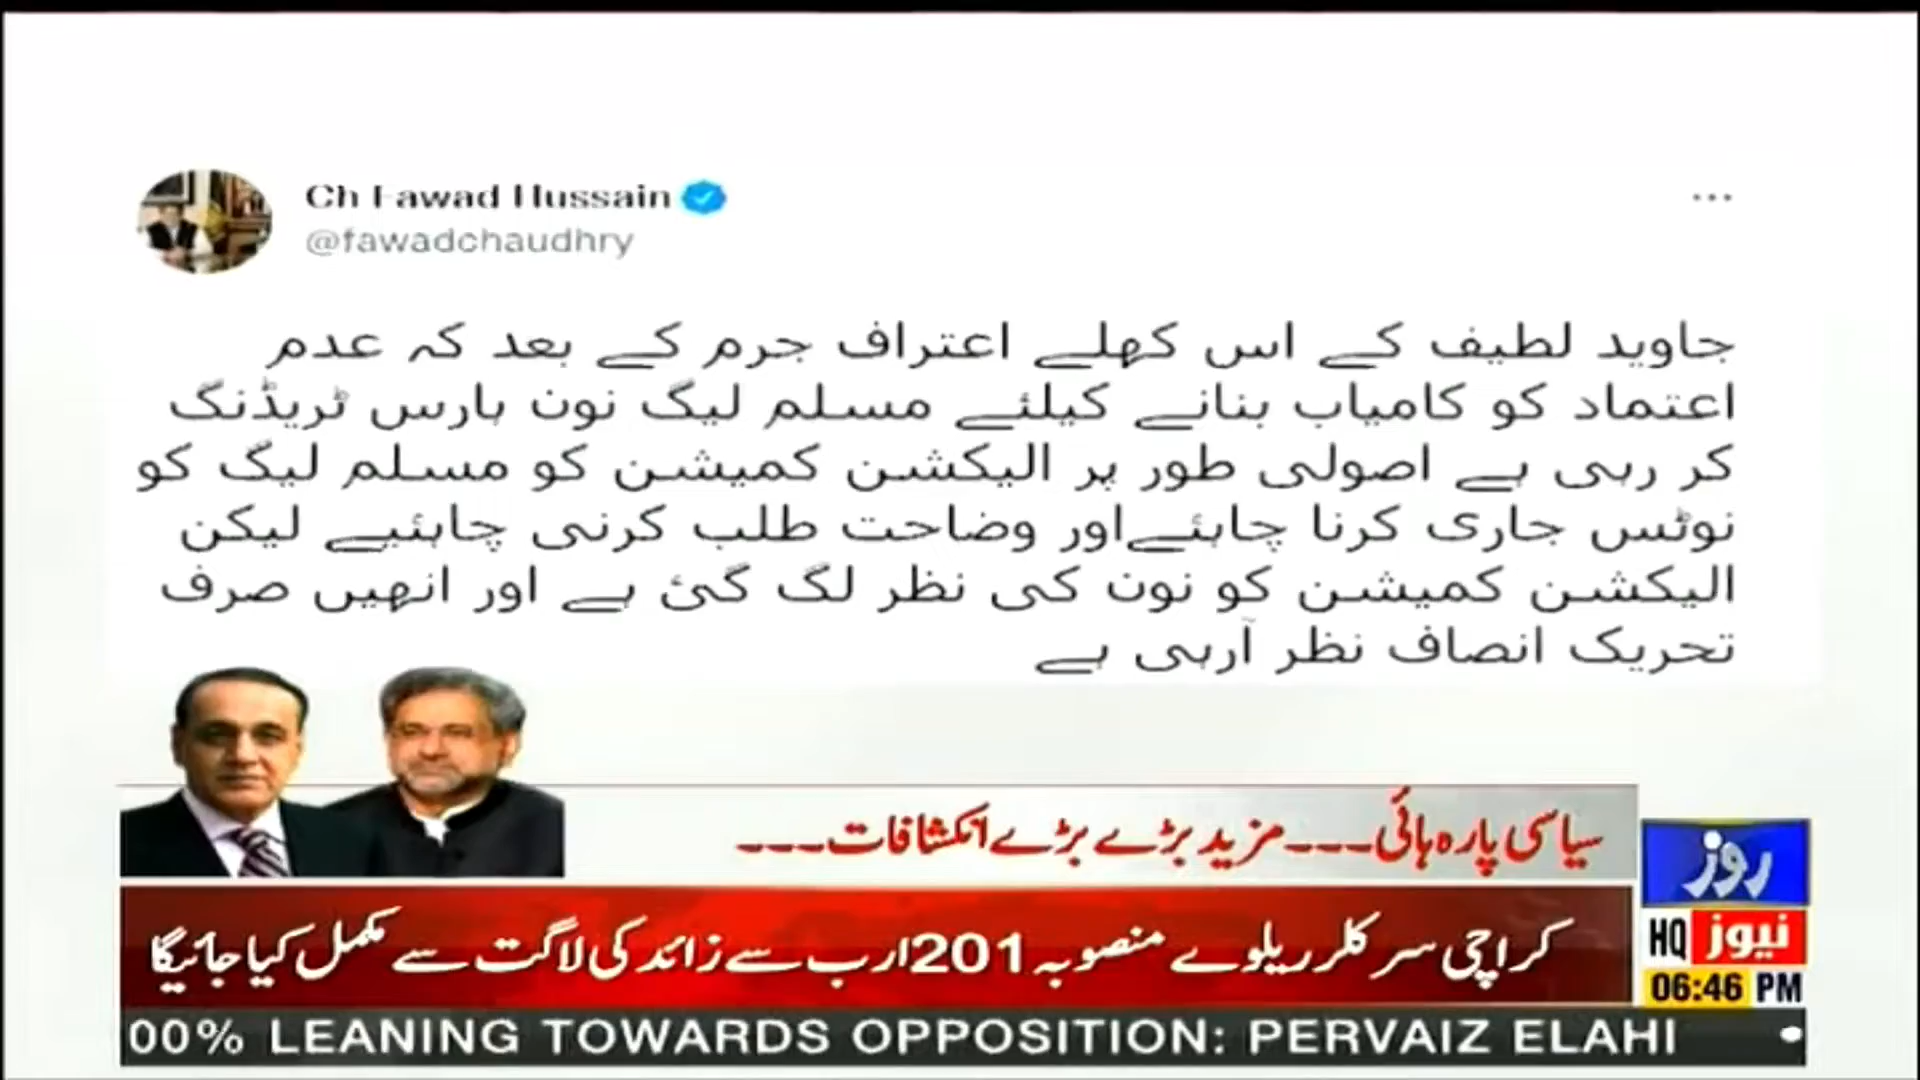 Ch Fawad Hussain
@fawadchaudhry
جاوید لطیف کے اس کھلے اعتراف جرم کے بعد کہ عدم
اعتماد کو کامیاب بنانے کیلئے مسلم لیگ نون ہارس ٹریڈنگ
کر رہی ہے اصولی طور پر الیکشن کمیشن کو مسلم لیگ کو
نوٹس جاری کرنا چاہئےاور وضاحت طلب کرنی چاہئیے لیکن
الیکشن کمیشن کو نون کی نظر لگ گئ ہے اور انھیں صرف
تحریک انصاف نظر آرہی ہے
سیاسی پارہ ہائی۔۔۔۔مزید بڑے بڑے انکشافات۔۔۔۔
روز
کراچی سرکلر ریلوے منصوبہ 201 ارب سے زائد کی لاگت سے مکمل کیا جائیگا
HQ نیوز
06:46 PM
00% LEANING TOWARDS OPPOSITION: PERVAIZ ELAHI